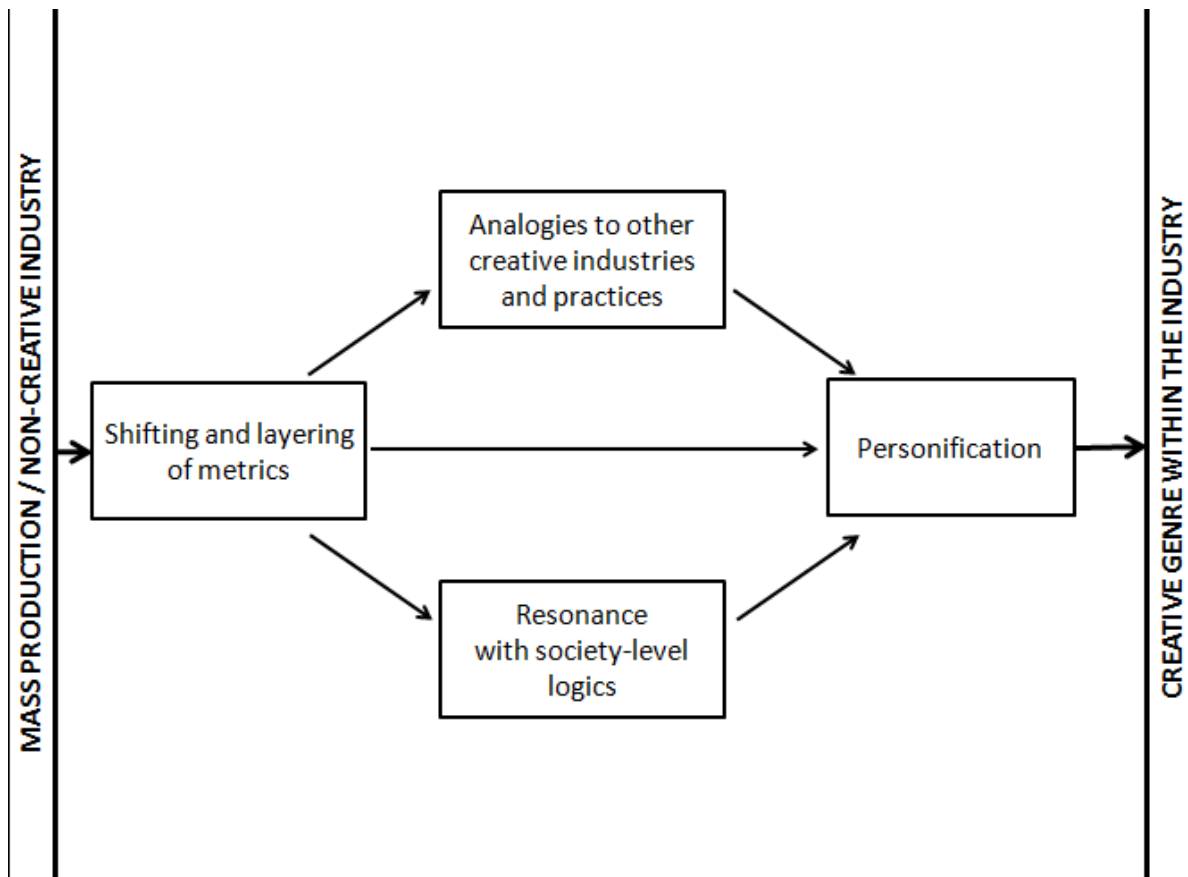 MASS PRODUCTION / NON-CREATIVE INDUSTRY
Shifting and layering
of metrics
Analogies to other
creative industries
and practices
Resonance
with society-level
logics
Personification
CREATIVE GENRE WITHIN THE INDUSTRY